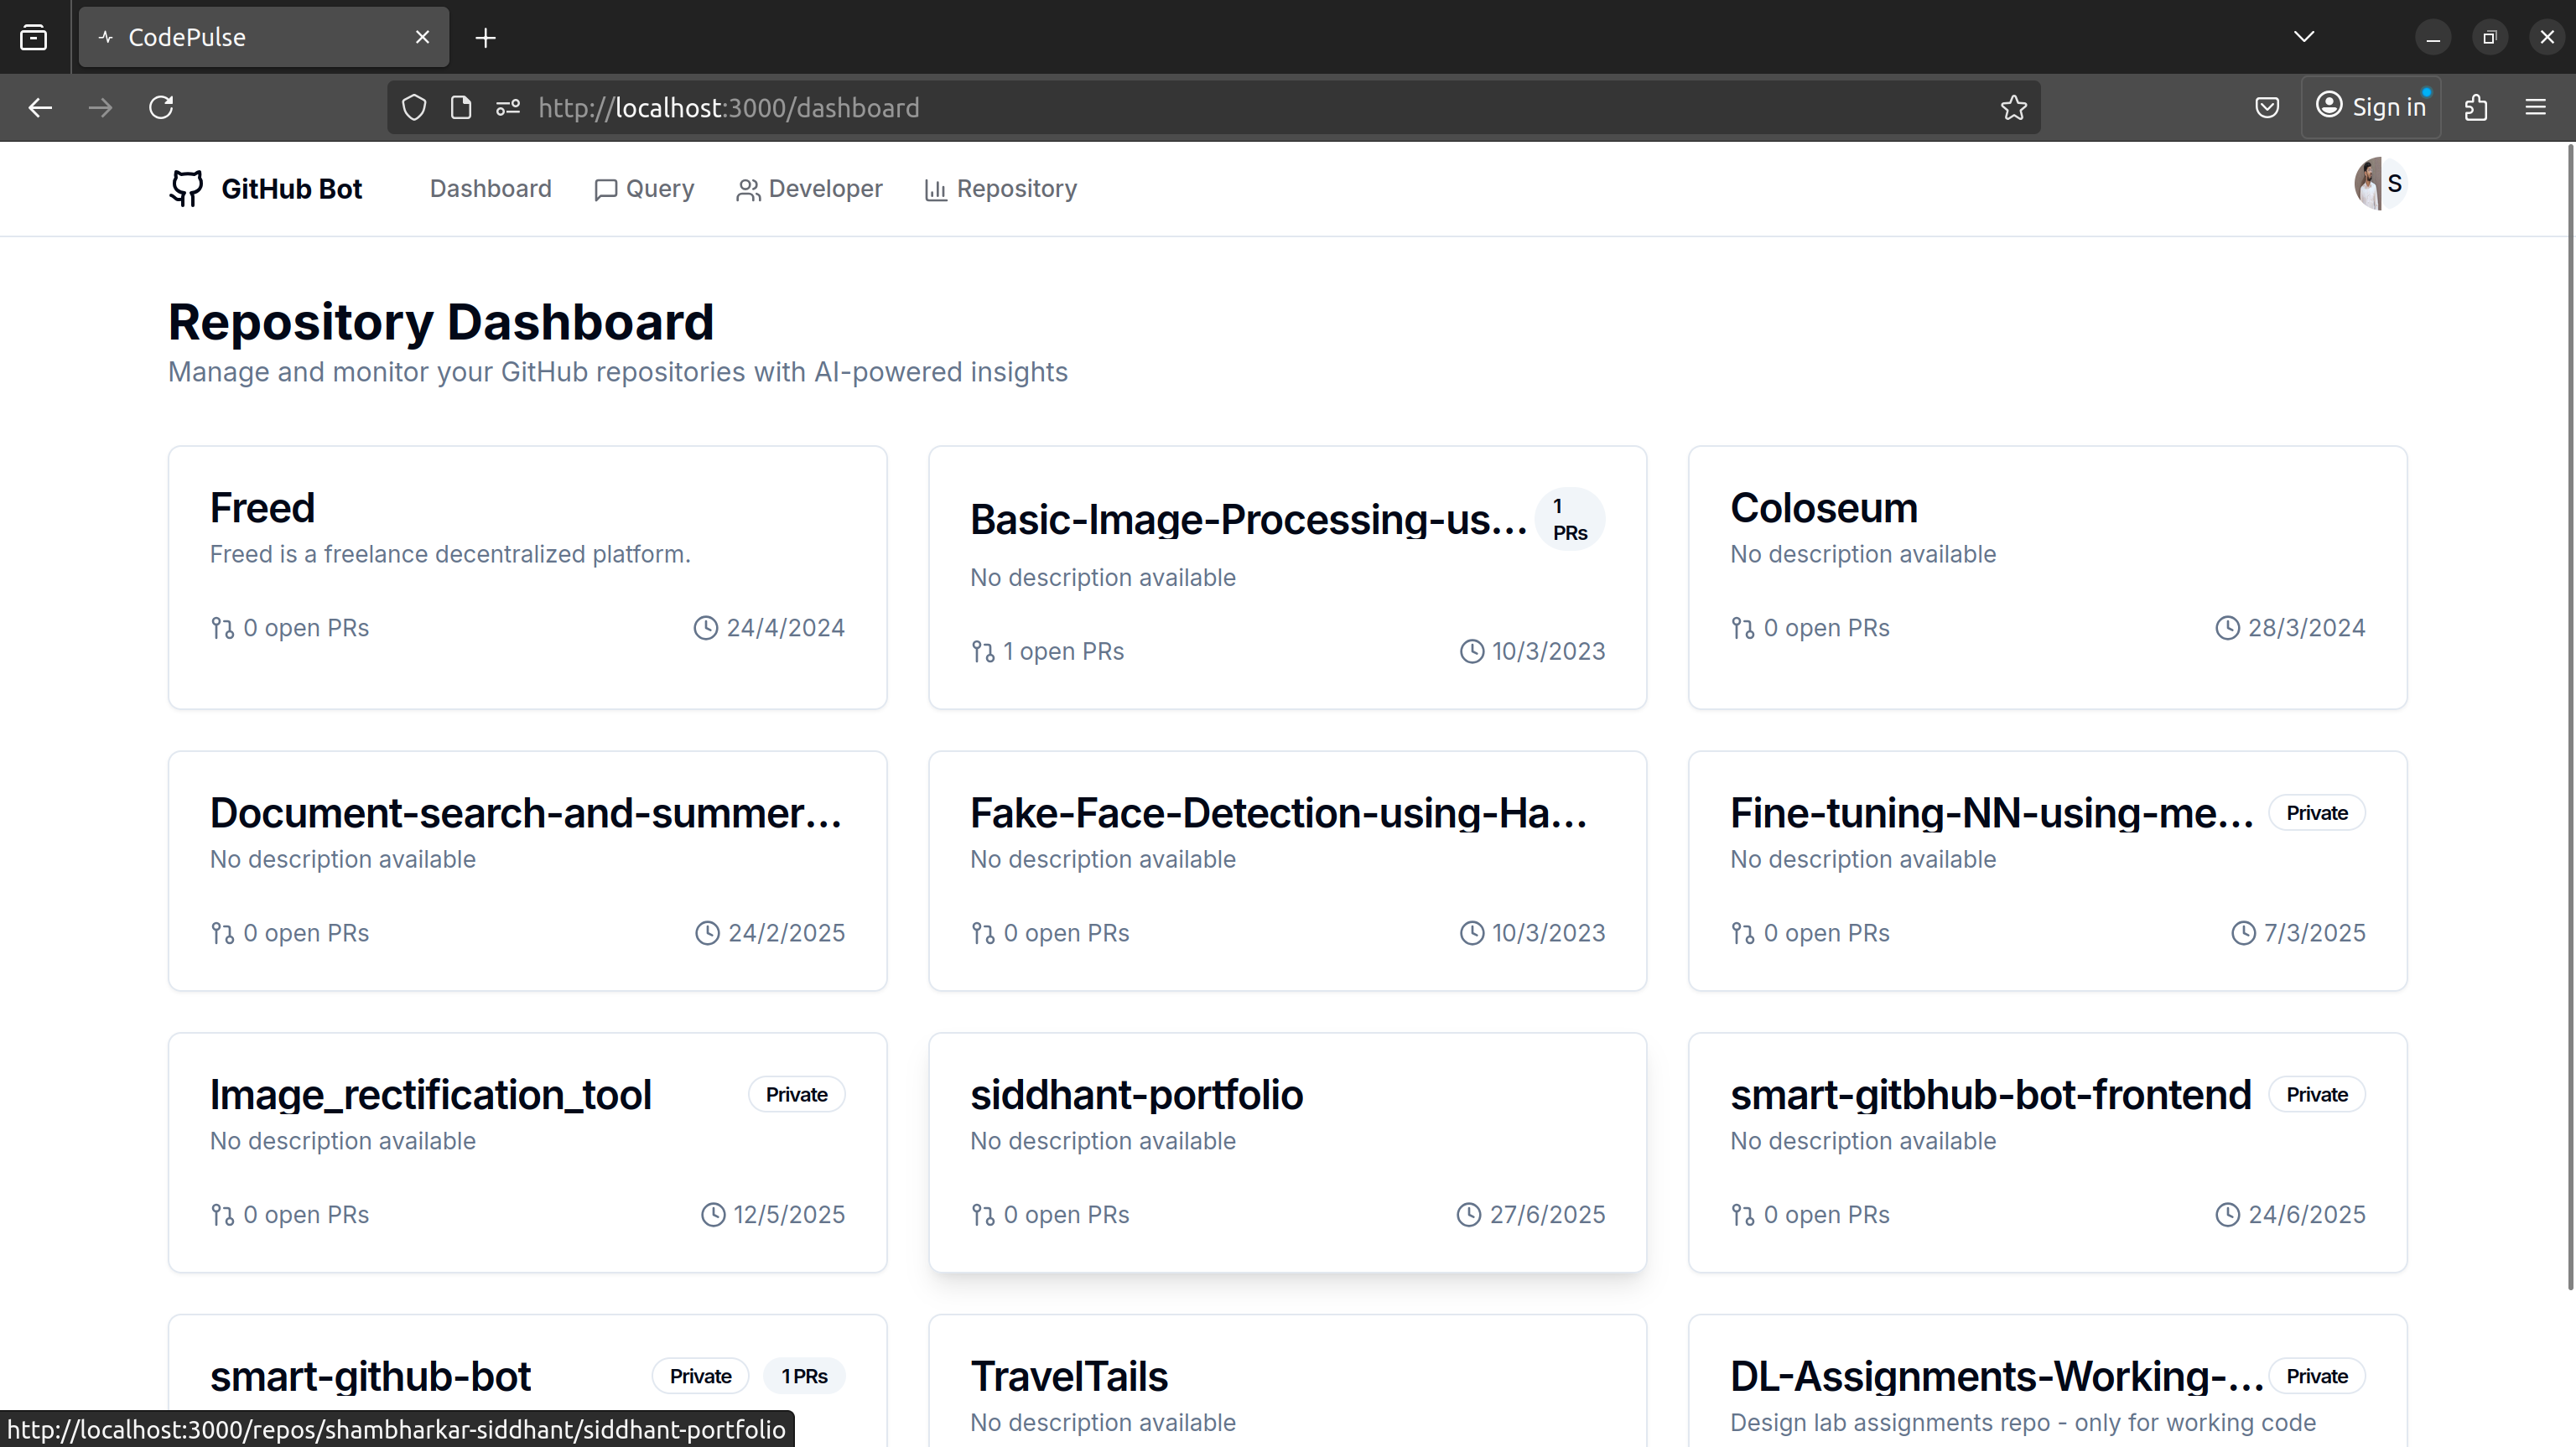 CodePulse
http://localhost:3000/dashboard
Sign in
GitHub Bot
Dashboard
Query
Developer
Repository
S
Repository Dashboard
Manage and monitor your GitHub repositories with AI-powered insights
Freed
Freed is a freelance decentralized platform.
0 open PRs
24/4/2024
Basic-Image-Processing-us...
1 PRs
No description available
1 open PRs
10/3/2023
Coloseum
No description available
0 open PRs
28/3/2024
Document-search-and-summer...
No description available
0 open PRs
24/2/2025
Fake-Face-Detection-using-Ha...
No description available
0 open PRs
10/3/2023
Fine-tuning-NN-using-me...
Private
No description available
0 open PRs
7/3/2025
Image_rectification_tool
Private
No description available
0 open PRs
12/5/2025
siddhant-portfolio
No description available
0 open PRs
27/6/2025
smart-gitbhub-bot-frontend
Private
No description available
0 open PRs
24/6/2025
smart-github-bot
Private
1 PRs
TravelTails
No description available
DL-Assignments-Working-...
Private
Design lab assignments repo - only for working code
http://localhost:3000/repos/shambharkar-siddhant/siddhant-portfolio